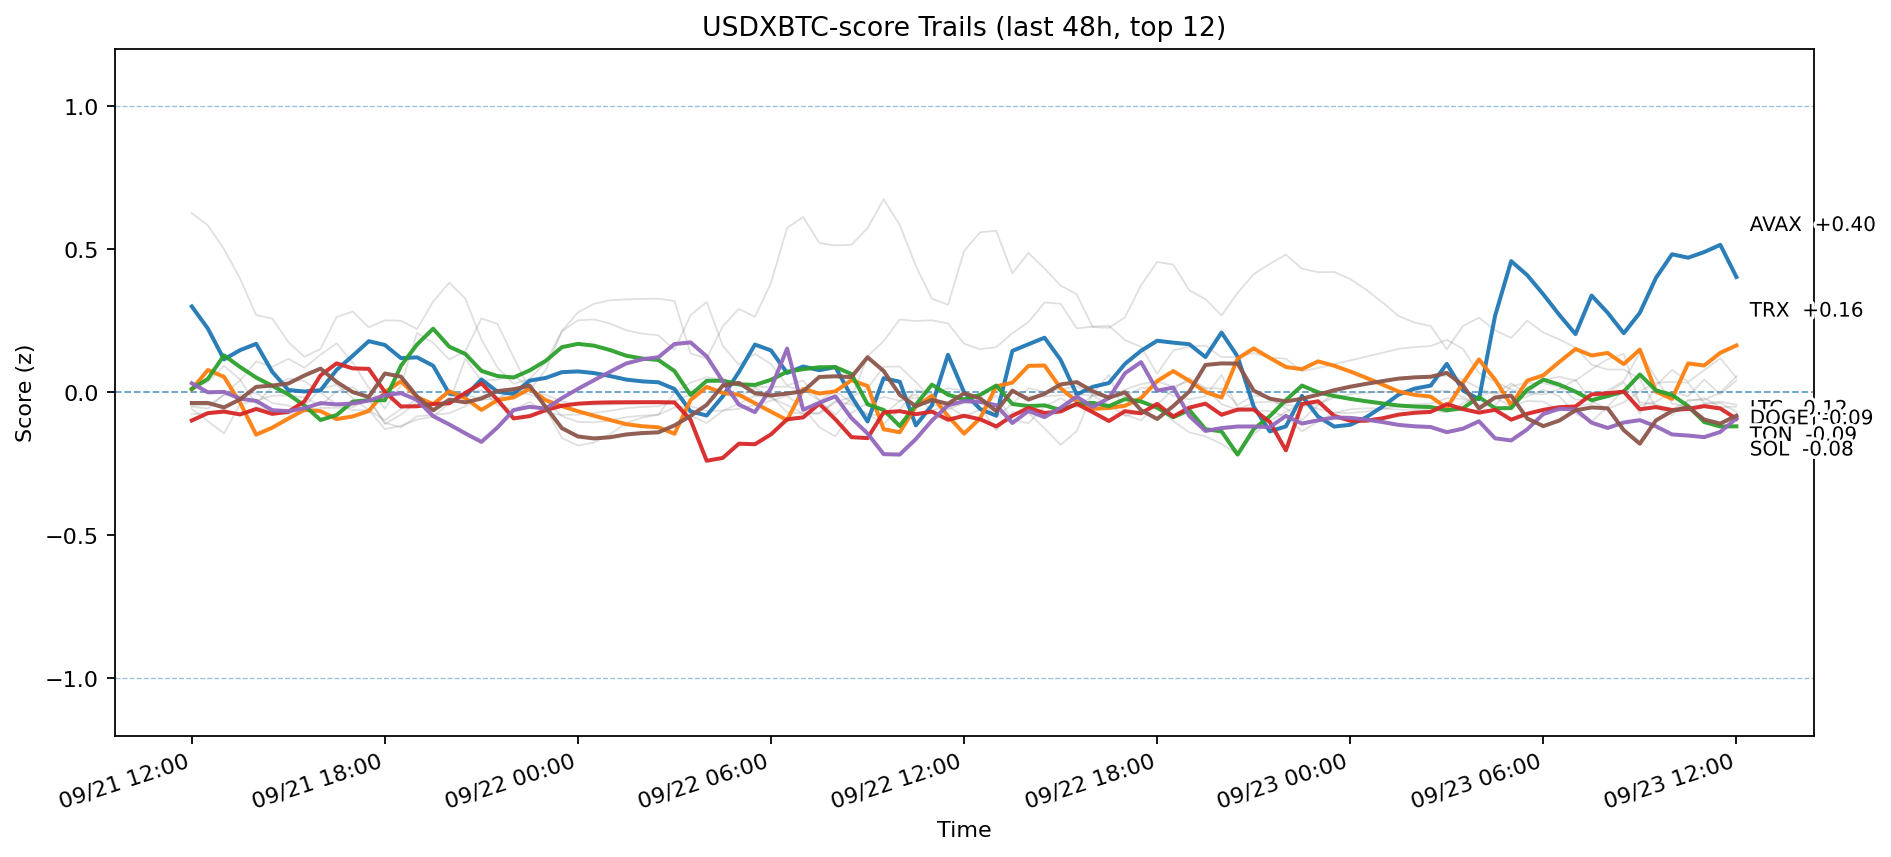 USDXBTC-score Trails (last 48h, top 12)
Score (z)
1.0
0.5
0.0
−0.5
−1.0
AVAX +0.40
TRX +0.16
LTC -0.12
DOGE -0.09
TON -0.09
SOL -0.08
09/21 12:00
09/21 18:00
09/22 00:00
09/22 06:00
09/22 12:00
09/22 18:00
09/23 00:00
09/23 06:00
09/23 12:00
Time